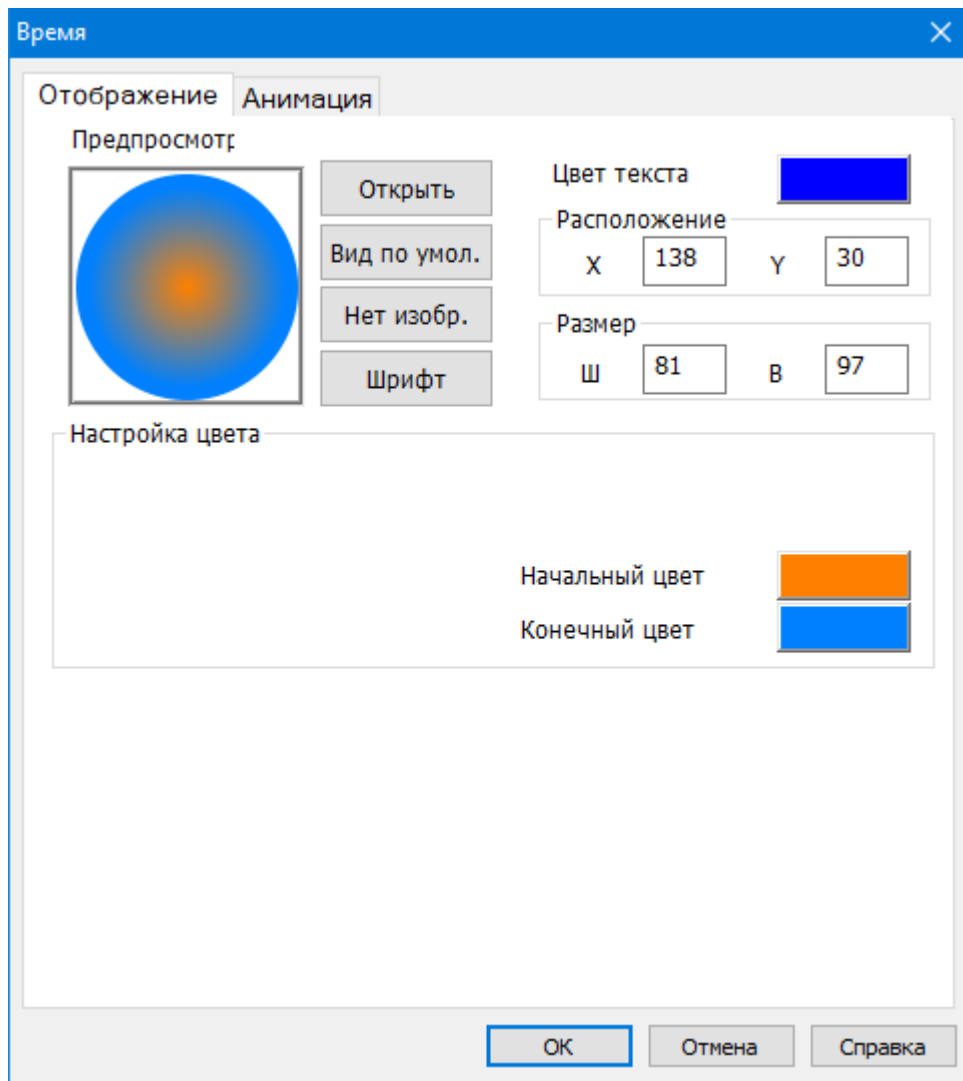 Время
Отображение Анимация
Предпросмотр
Открыть
Вид по умол.
Нет изобр.
Шрифт
Цвет текста
Расположение
X 138 Y 30
Размер
Ш 81 В 97
Настройка цвета
Начальный цвет
Конечный цвет
ОК Отмена Справка